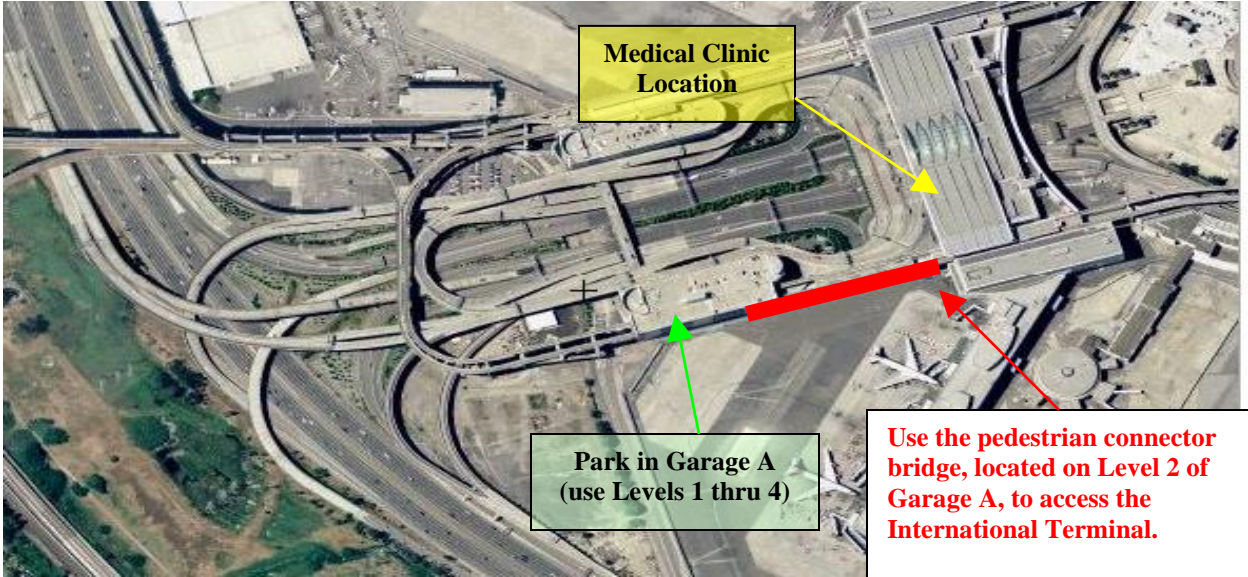 Medical Clinic
Location
Park in Garage A
(use Levels 1 thru 4)
Use the pedestrian connector
bridge, located on Level 2 of
Garage A, to access the
International Terminal.